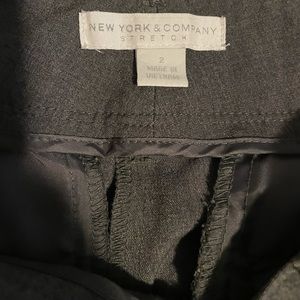 NEW YORK & COMPANY
STRETCH
2
MADE IN
VIETNAM